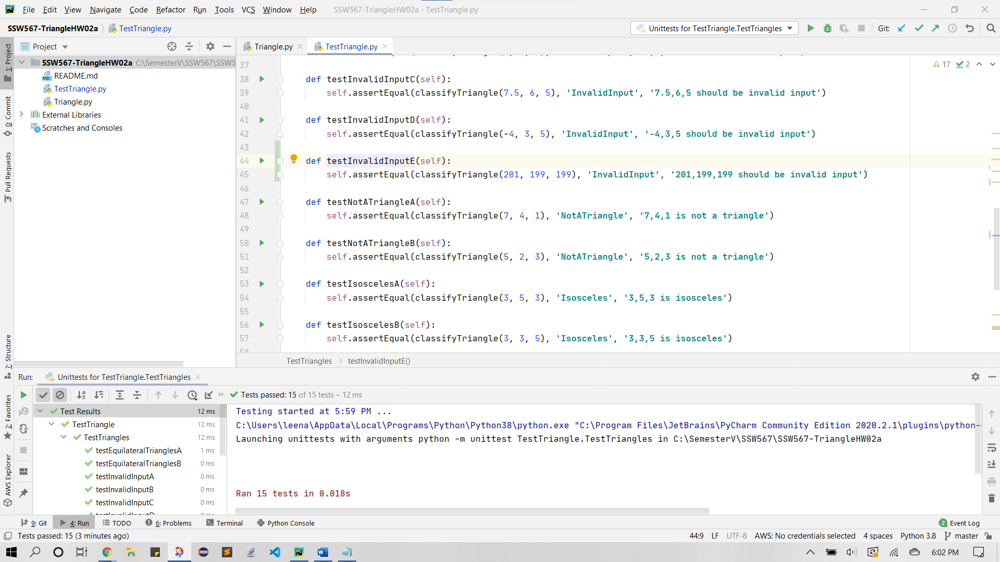 File Edit View Navigate Code Refactor Run Tools VCS Window Help SSW567-TriangleHW02a - TestTriangle.py
SSW567-TriangleHW02a TestTriangle.py Unittests for TestTriangle.TestTriangles Git:
Project Triangle.py TestTriangle.py
1: Project
0: Commit
Pull Requests
7: Structure
2: Favorites
AWS Explorer
SSW567-TriangleHW02a C:\SemesterV\SSW567\SSW5
README.md
TestTriangle.py
Triangle.py
External Libraries
Scratches and Consoles
17 2
37
38 def testInvalidInputC(self):
39 self.assertEqual(classifyTriangle(7.5, 6, 5), 'InvalidInput', '7.5,6,5 should be invalid input')
40
41 def testInvalidInputD(self):
42 self.assertEqual(classifyTriangle(-4, 3, 5), 'InvalidInput', '-4,3,5 should be invalid input')
43
44 def testInvalidInputE(self):
45 self.assertEqual(classifyTriangle(201, 199, 199), 'InvalidInput', '201,199,199 should be invalid input')
46
47 def testNotATriangleA(self):
48 self.assertEqual(classifyTriangle(7, 4, 1), 'NotATriangle', '7,4,1 is not a triangle')
49
50 def testNotATriangleB(self):
51 self.assertEqual(classifyTriangle(5, 2, 3), 'NotATriangle', '5,2,3 is not a triangle')
52
53 def testIsoscelesA(self):
54 self.assertEqual(classifyTriangle(3, 5, 3), 'Isosceles', '3,5,3 is isosceles')
55
56 def testIsoscelesB(self):
57 self.assertEqual(classifyTriangle(3, 3, 5), 'Isosceles', '3,3,5 is isosceles')
58
TestTriangles testInvalidInputE()
Run: Unittests for TestTriangle.TestTriangles
Tests passed: 15 of 15 tests – 12 ms
Test Results 12 ms
TestTriangle 12 ms
TestTriangles 12 ms
testEquilateralTrianglesA 1 ms
testEquilateralTrianglesB 0 ms
testInvalidInputA 0 ms
testInvalidInputB 0 ms
testInvalidInputC 0 ms
testInvalidInputD 0 ms
Testing started at 5:59 PM ...
C:\Users\leena\AppData\Local\Programs\Python\Python38\python.exe "C:\Program Files\JetBrains\PyCharm Community Edition 2020.2.1\plugins\python-
Launching unittests with arguments python -m unittest TestTriangle.TestTriangles in C:\SemesterV\SSW567\SSW567-TriangleHW02a
Ran 15 tests in 0.018s
9: Git 4: Run TODO 6: Problems Terminal Python Console 2 Event Log
Tests passed: 15 (3 minutes ago) 44:9 LF UTF-8 AWS: No credentials selected 4 spaces Python 3.8 master
6:02 PM